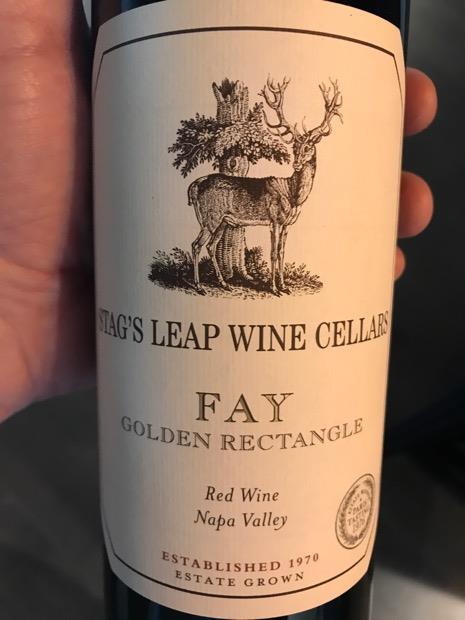 STAG'S LEAP WINE CELLARS
FAY
GOLDEN RECTANGLE
Red Wine
Napa Valley
ESTABLISHED 1970
ESTATE GROWN